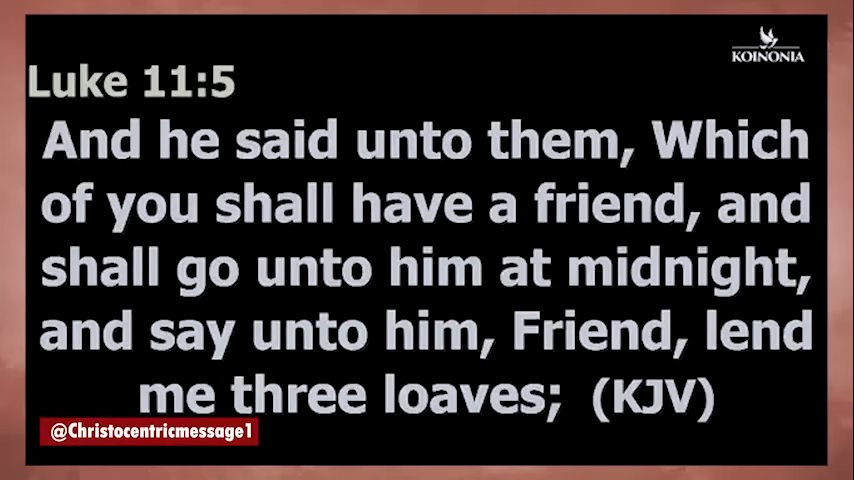 KOINONIA
Luke 11:5
And he said unto them, Which
of you shall have a friend, and
shall go unto him at midnight,
and say unto him, Friend, lend
me three loaves; (KJV)
@Christocentricmessage1